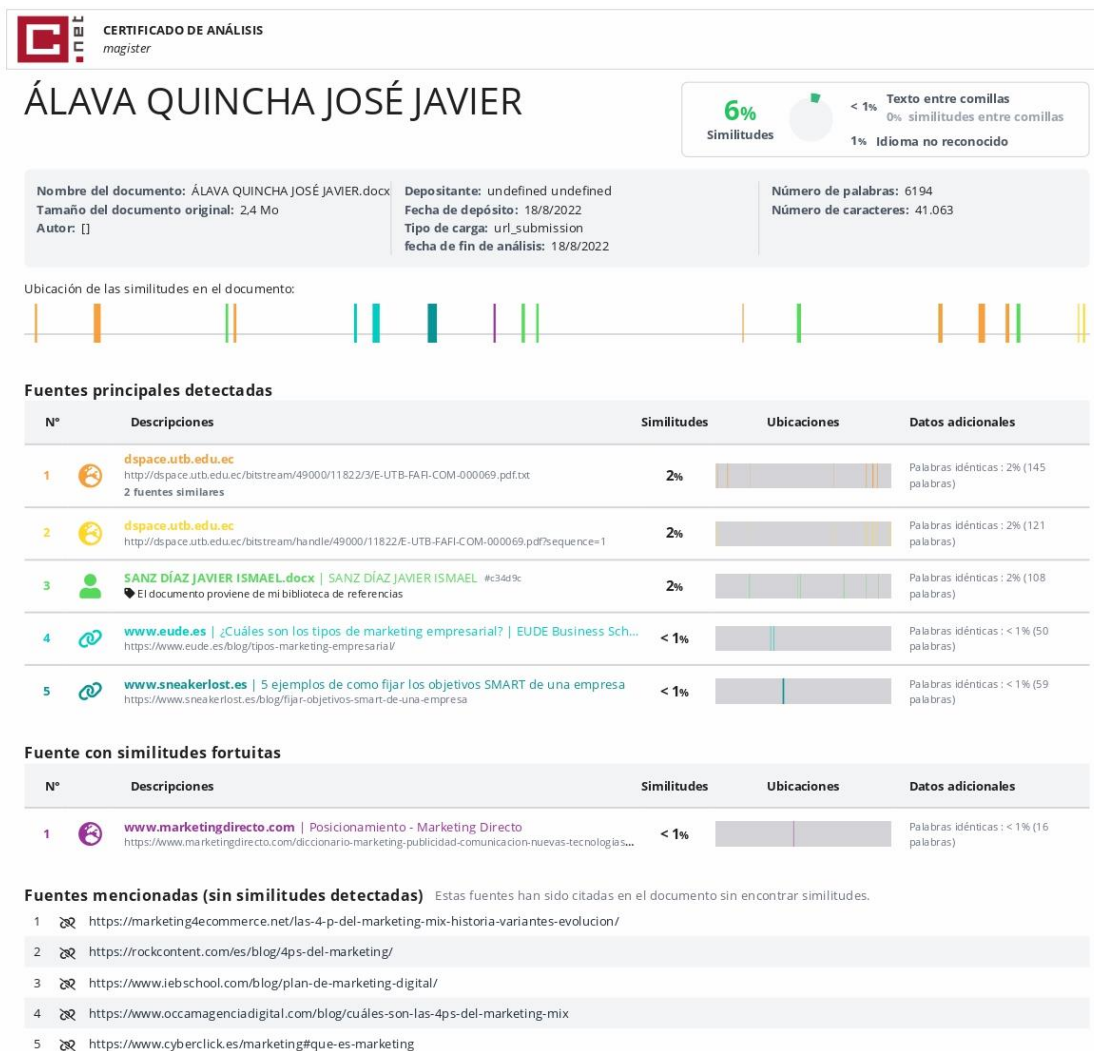 C
.net
CERTIFICADO DE ANÁLISIS
magister
ÁLAVA QUINCHA JOSÉ JAVIER
6%
Similitudes
< 1% Texto entre comillas
0% similitudes entre comillas
1% Idioma no reconocido
Nombre del documento: ÁLAVA QUINCHA JOSÉ JAVIER.docx
Tamaño del documento original: 2,4 Mo
Autor: []
Depositante: undefined undefined
Fecha de depósito: 18/8/2022
Tipo de carga: url_submission
fecha de fin de análisis: 18/8/2022
Número de palabras: 6194
Número de caracteres: 41.063
Ubicación de las similitudes en el documento:
Fuentes principales detectadas
N° Descripciones Similitudes Ubicaciones Datos adicionales
1 dspace.utb.edu.ec
http://dspace.utb.edu.ec/bitstream/49000/11822/3/E-UTB-FAFI-COM-000069.pdf.txt
2 fuentes similares
2%
Palabras idénticas : 2% (145
palabras)
2 dspace.utb.edu.ec
http://dspace.utb.edu.ec/bitstream/handle/49000/11822/E-UTB-FAFI-COM-000069.pdf?sequence=1
2%
Palabras idénticas : 2% (121
palabras)
3 SANZ DÍAZ JAVIER ISMAEL.docx | SANZ DÍAZ JAVIER ISMAEL #c34d9c
El documento proviene de mi biblioteca de referencias
2%
Palabras idénticas : 2% (108
palabras)
4 www.eude.es | ¿Cuáles son los tipos de marketing empresarial? | EUDE Business Sch...
https://www.eude.es/blog/tipos-marketing-empresarial/
< 1%
Palabras idénticas : < 1% (50
palabras)
5 www.sneakerlost.es | 5 ejemplos de como fijar los objetivos SMART de una empresa
https://www.sneakerlost.es/blog/fijar-objetivos-smart-de-una-empresa
< 1%
Palabras idénticas : < 1% (59
palabras)
Fuente con similitudes fortuitas
N° Descripciones Similitudes Ubicaciones Datos adicionales
1 www.marketingdirecto.com | Posicionamiento - Marketing Directo
https://www.marketingdirecto.com/diccionario-marketing-publicidad-comunicacion-nuevas-tecnologias...
< 1%
Palabras idénticas : < 1% (16
palabras)
Fuentes mencionadas (sin similitudes detectadas) Estas fuentes han sido citadas en el documento sin encontrar similitudes.
1 https://marketing4ecommerce.net/las-4-p-del-marketing-mix-historia-variantes-evolucion/
2 https://rockcontent.com/es/blog/4ps-del-marketing/
3 https://www.iebschool.com/blog/plan-de-marketing-digital/
4 https://www.occamagenciadigital.com/blog/cuáles-son-las-4ps-del-marketing-mix
5 https://www.cyberclick.es/marketing#que-es-marketing